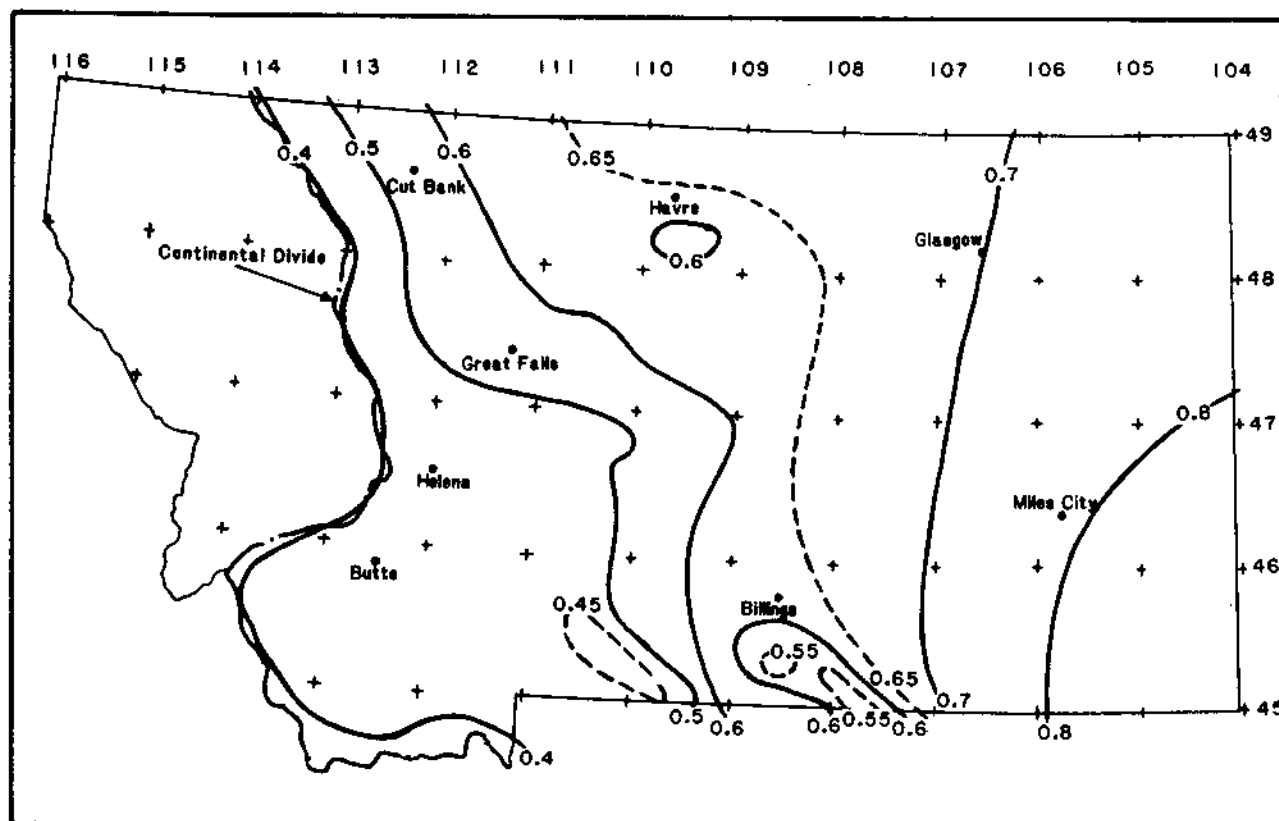 116 115 114 113 112 111 110 109 108 107 106 105 104
49
0.4
0.5
0.6
0.65
0.7
Cut Bank
Havre
Glasgow
Continental Divide
0.6
48
Great Falls
0.8
47
Helena
Miles City
Butte
46
0.45
Billings
0.55
0.65
0.7
45
0.5
0.6
0.6
0.55
0.6
0.8
0.4